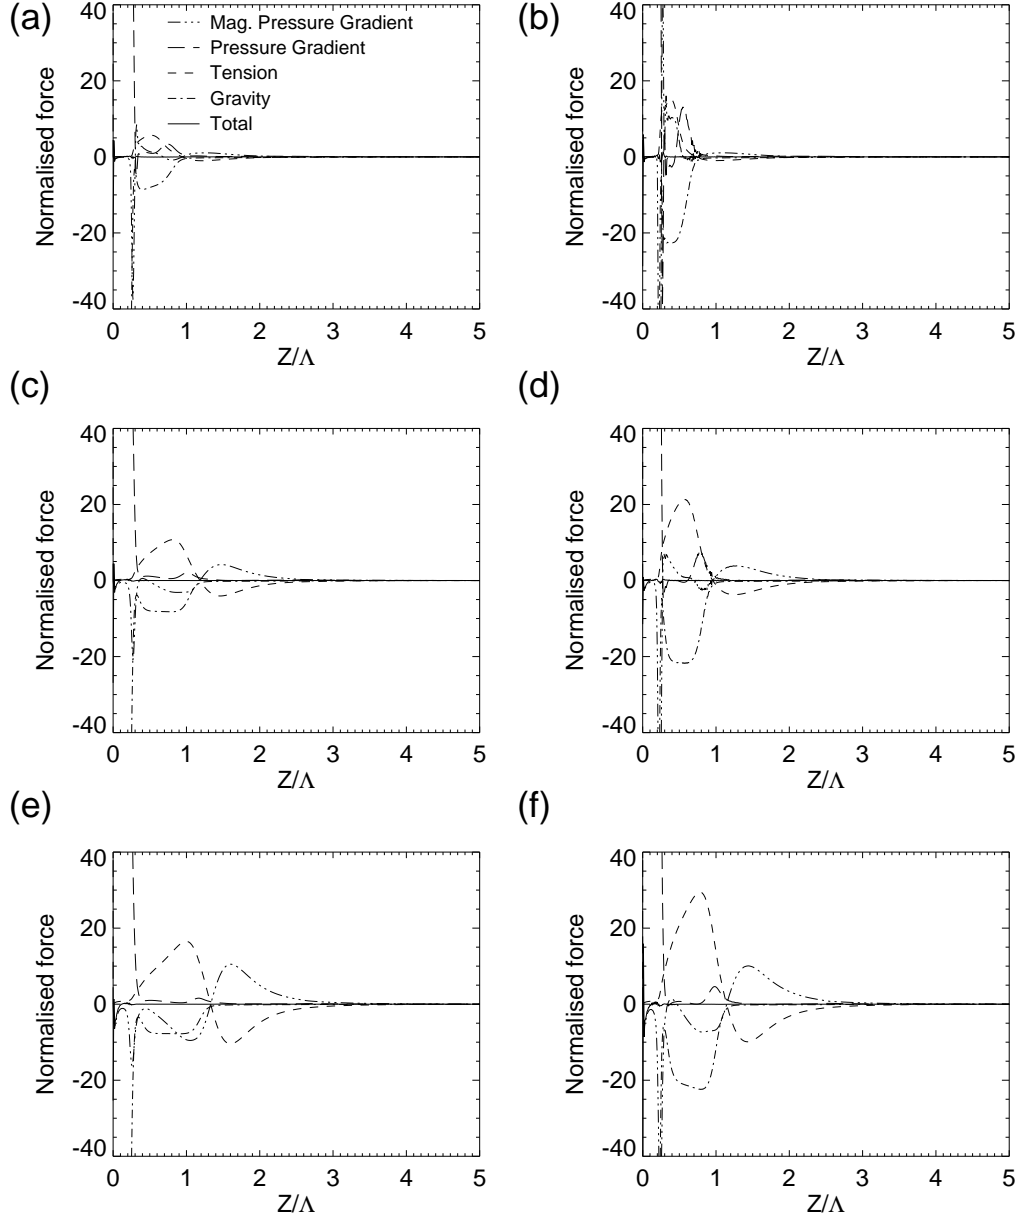 (a)
Mag. Pressure Gradient
Pressure Gradient
Tension
Gravity
Total
Normalised force
40
20
0
-20
-40
0 1 2 3 4 5
Z/Λ
(b)
Normalised force
40
20
0
-20
-40
0 1 2 3 4 5
Z/Λ
(c)
Normalised force
40
20
0
-20
-40
0 1 2 3 4 5
Z/Λ
(d)
Normalised force
40
20
0
-20
-40
0 1 2 3 4 5
Z/Λ
(e)
Normalised force
40
20
0
-20
-40
0 1 2 3 4 5
Z/Λ
(f)
Normalised force
40
20
0
-20
-40
0 1 2 3 4 5
Z/Λ